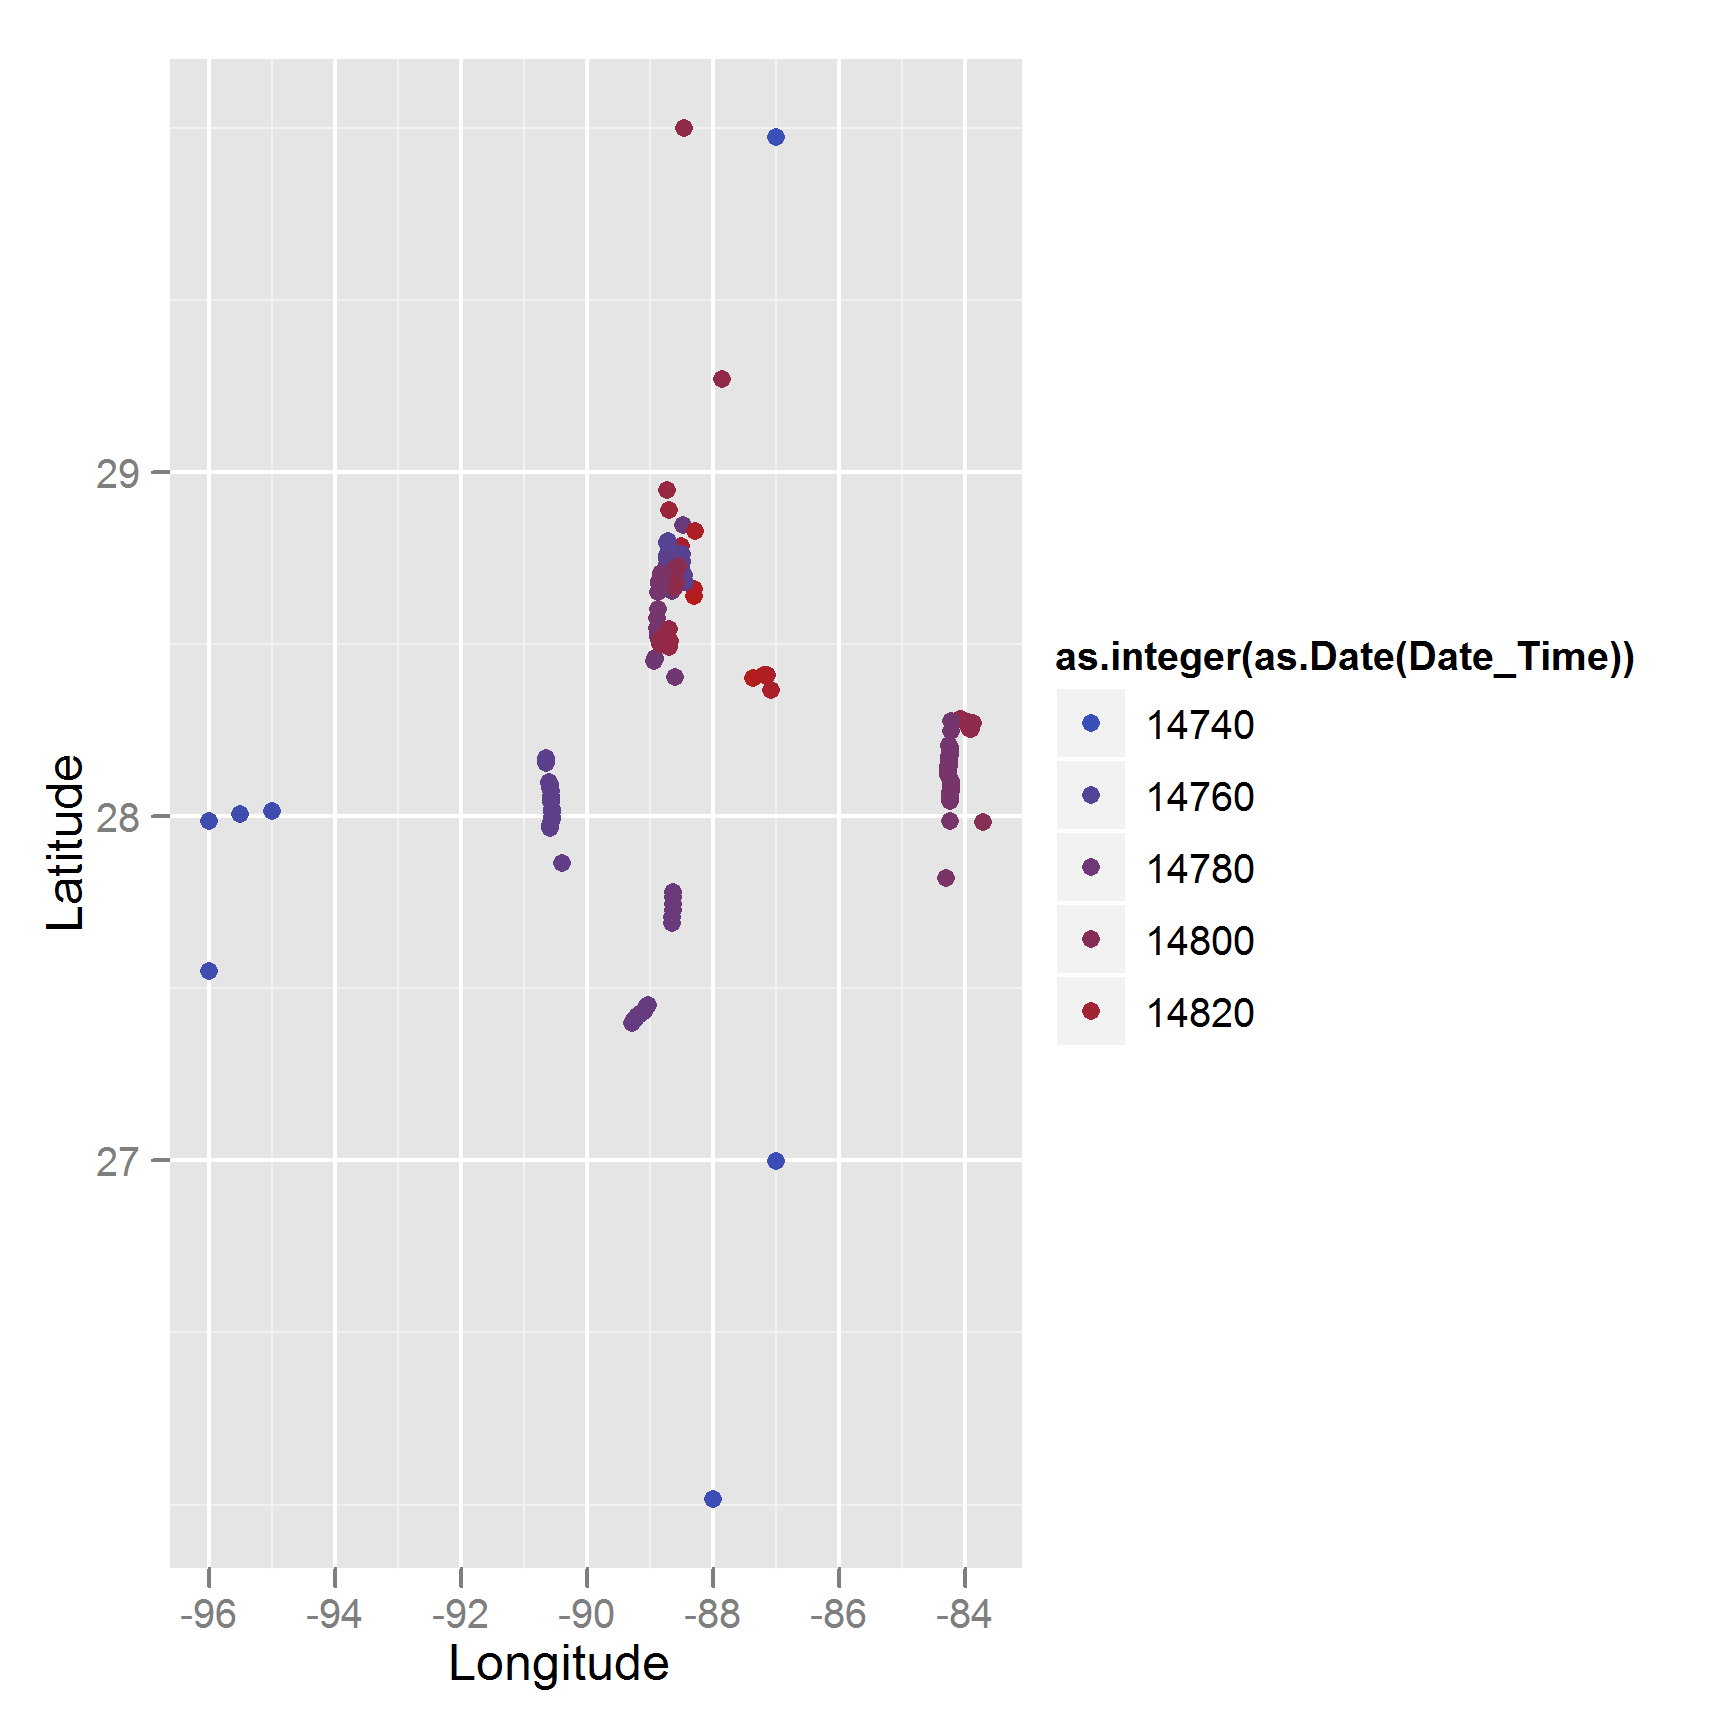 29
28
27
Latitude
-96 -94 -92 -90 -88 -86 -84
Longitude
as.integer(as.Date(Date_Time))
14740
14760
14780
14800
14820